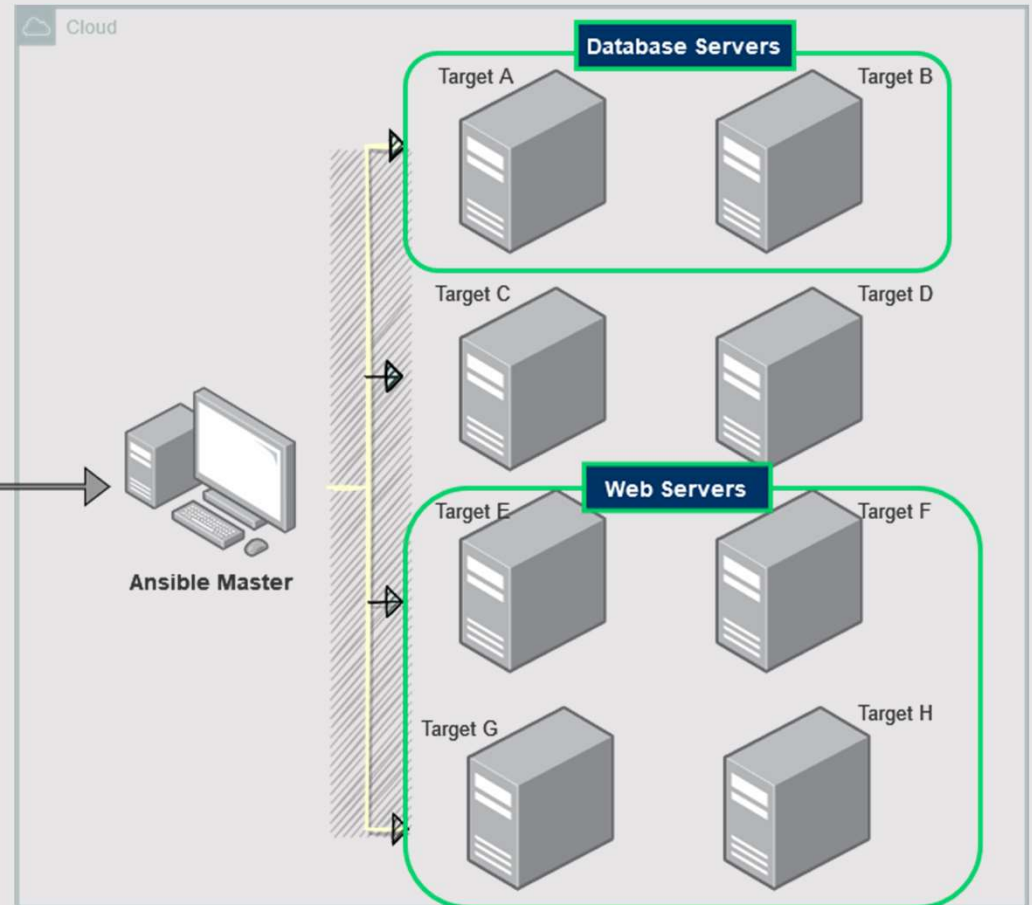 Cloud
Database Servers
Target A
Target B
Target C
Target D
Web Servers
Target E
Target F
Ansible Master
Target G
Target H